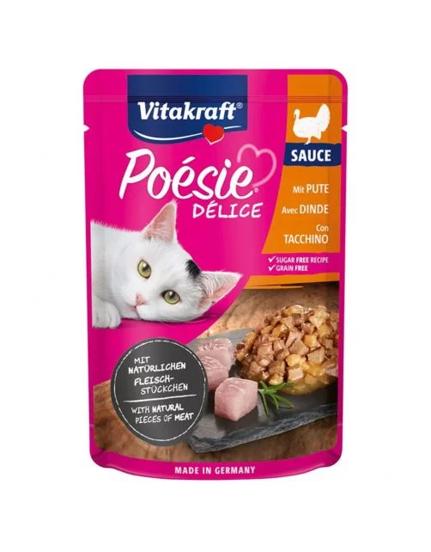 Vitakraft®
SAUCE
Poésie®
DÉLICE
Mit PUTE
Avec DINDE
Con
TACCHINO
SUGAR FREE RECIPE
GRAIN FREE
MIT
NATÜRLICHEN
FLEISCH-
STÜCKCHEN
WITH NATURAL
PIECES OF MEAT
MADE IN GERMANY